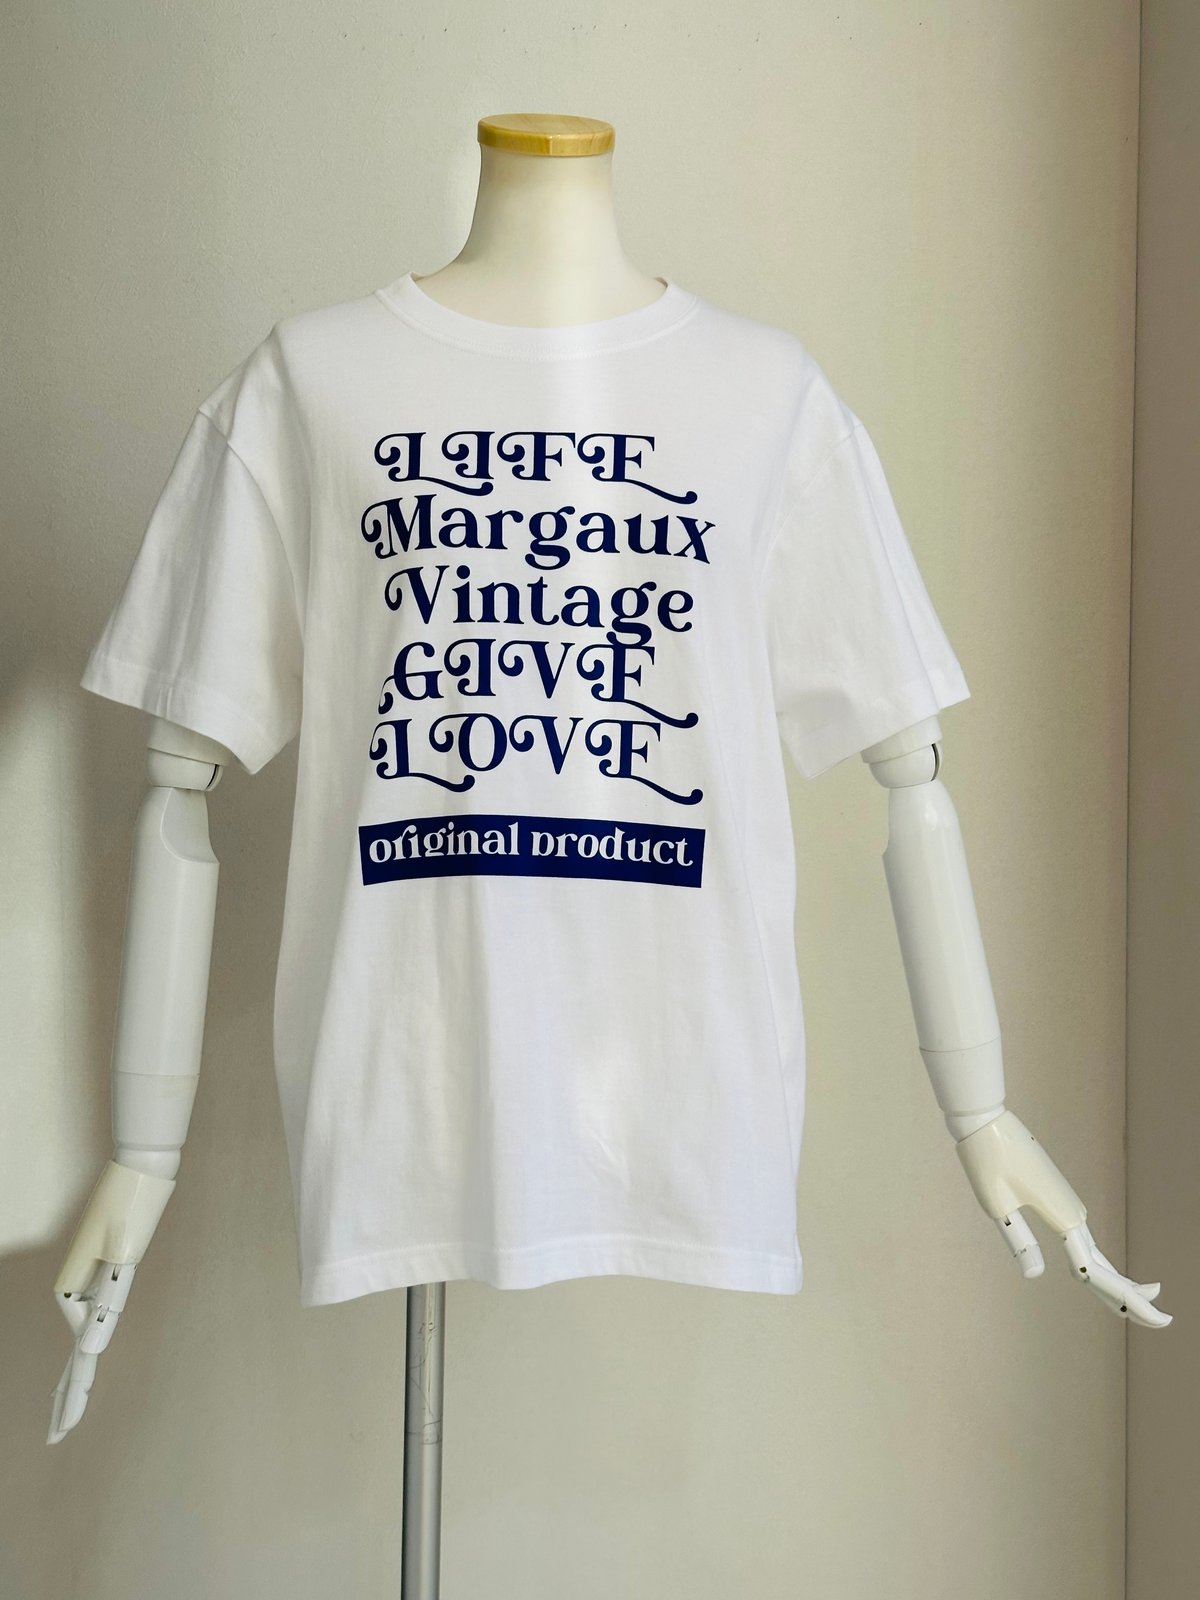 LIFE
Margaux
Vintage
GIVE
LOVE
original product